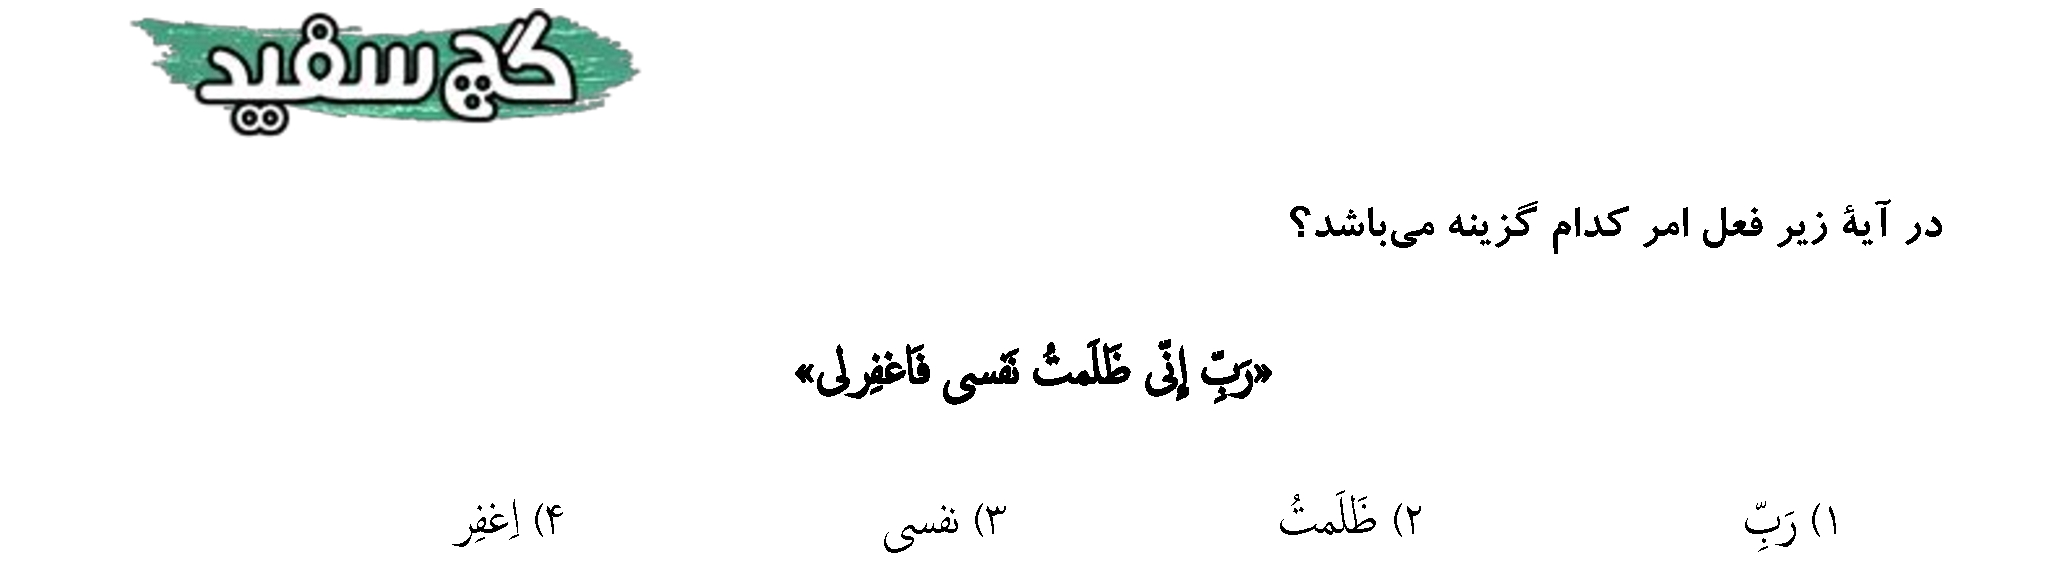 گچ سفید
در آیهٔ زیر فعل امر کدام گزینه می‌باشد؟
«رَبِّ إِنّی ظَلَمتُ نَفسی فَاغفِرلی»
۱) رَبِّ ۲) ظَلَمتُ ۳) نفسی ۴) اِغفِر